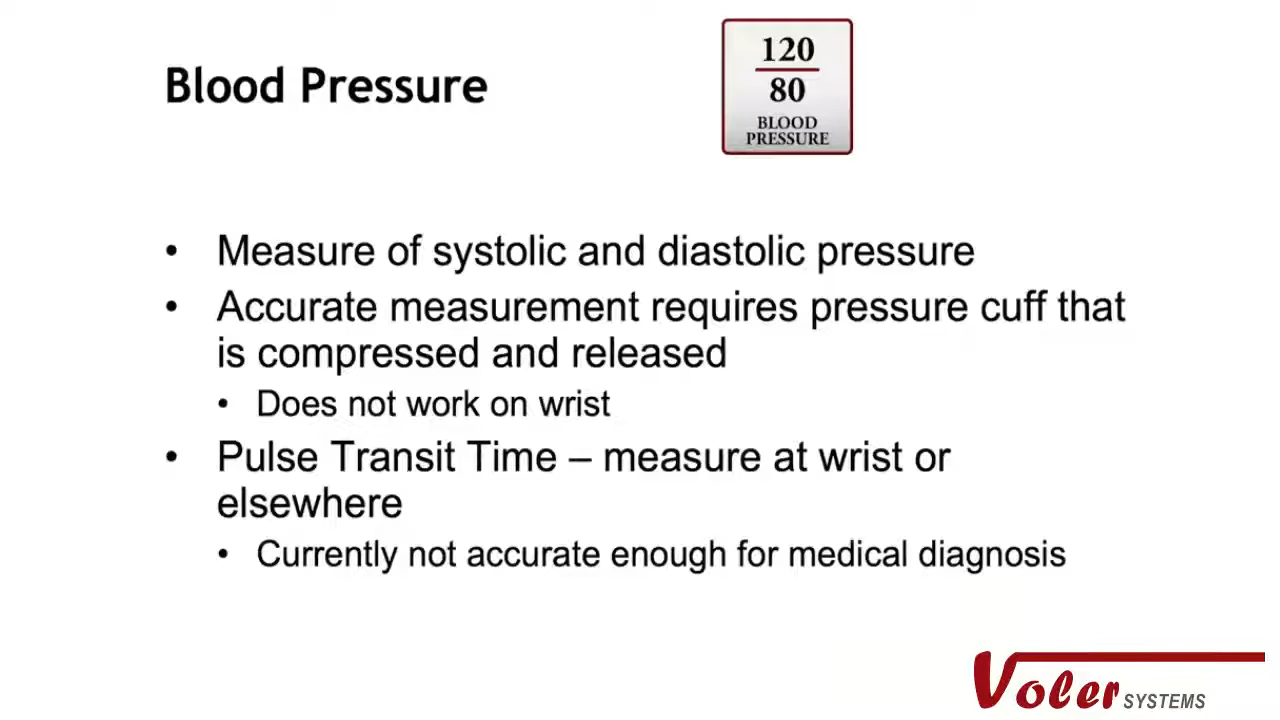 Blood Pressure
120
80
BLOOD
PRESSURE
• Measure of systolic and diastolic pressure
• Accurate measurement requires pressure cuff that
is compressed and released
• Does not work on wrist
• Pulse Transit Time – measure at wrist or
elsewhere
• Currently not accurate enough for medical diagnosis
Voler SYSTEMS